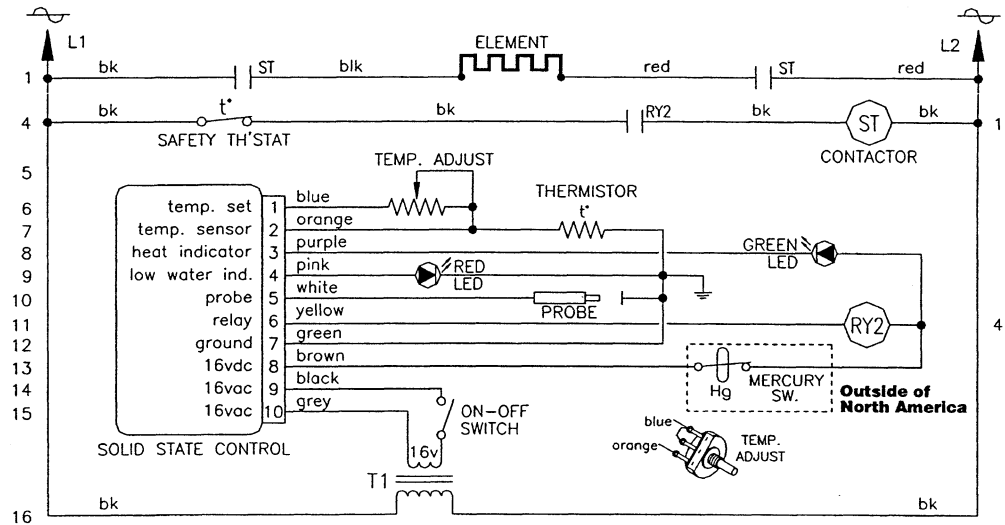 L1 ELEMENT L2
1 bk ST blk red ST red
4 bk t° bk RY2 bk ST bk 1
SAFETY TH'STAT CONTACTOR
5 TEMP. ADJUST
6 temp. set 1 blue THERMISTOR
7 temp. sensor 2 orange t°
8 heat indicator 3 purple GREEN LED
9 low water ind. 4 pink RED LED
10 probe 5 white PROBE
11 relay 6 yellow RY2 4
12 ground 7 green
13 16vdc 8 brown Hg MERCURY SW.
14 16vac 9 black Outside of
15 16vac 10 grey ON-OFF SWITCH North America
SOLID STATE CONTROL 16v blue
orange TEMP. ADJUST
T1
16 bk bk